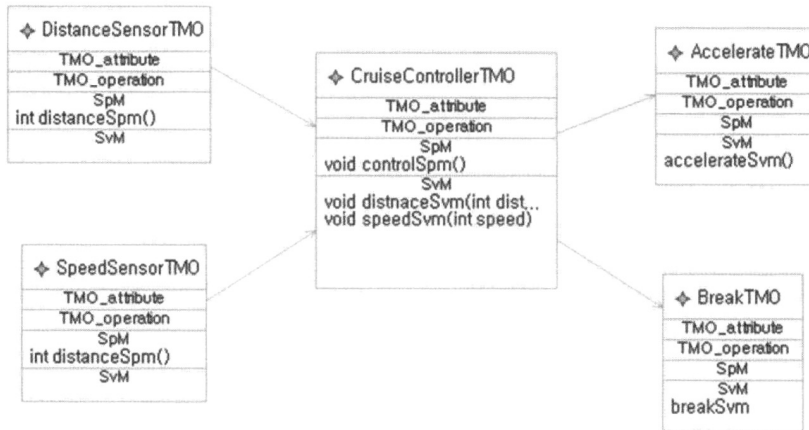 DistanceSensorTMO
TMO_attribute
TMO_operation
SpM
int distanceSpm()
SvM
CruiseControllerTMO
TMO_attribute
TMO_operation
SpM
void controlSpm()
SvM
void distnaceSvm(int dist...
void speedSvm(int speed)
AccelerateTMO
TMO_attribute
TMO_operation
SpM
SvM
accelerateSvm()
SpeedSensorTMO
TMO_attribute
TMO_operation
SpM
int distanceSpm()
SvM
BreakTMO
TMO_attribute
TMO_operation
SpM
SvM
breakSvm